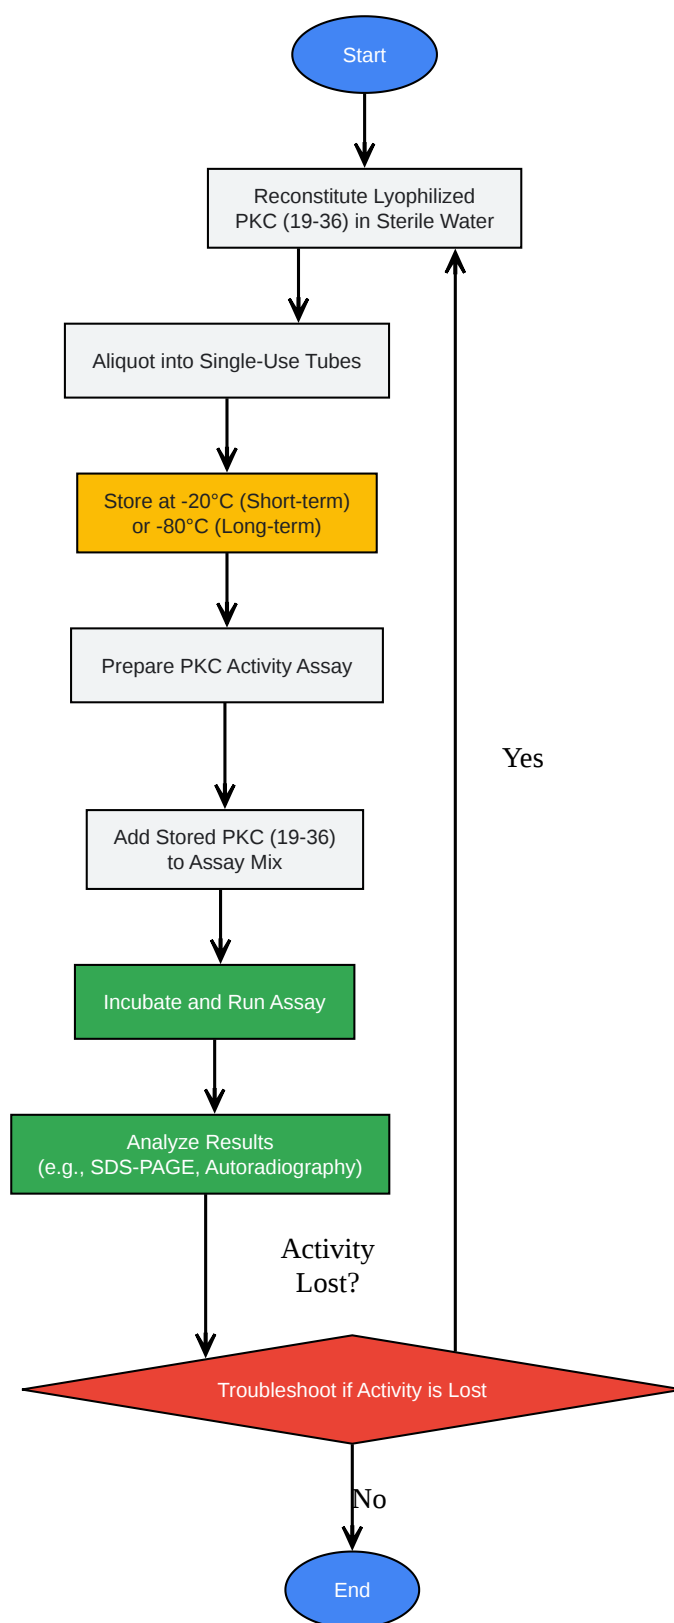 Start
Reconstitute Lyophilized
PKC (19-36) in Sterile Water
Aliquot into Single-Use Tubes
Store at -20°C (Short-term)
or -80°C (Long-term)
Prepare PKC Activity Assay
Yes
Add Stored PKC (19-36)
to Assay Mix
Incubate and Run Assay
Analyze Results
(e.g., SDS-PAGE, Autoradiography)
Activity
Lost?
Troubleshoot if Activity is Lost
No
End